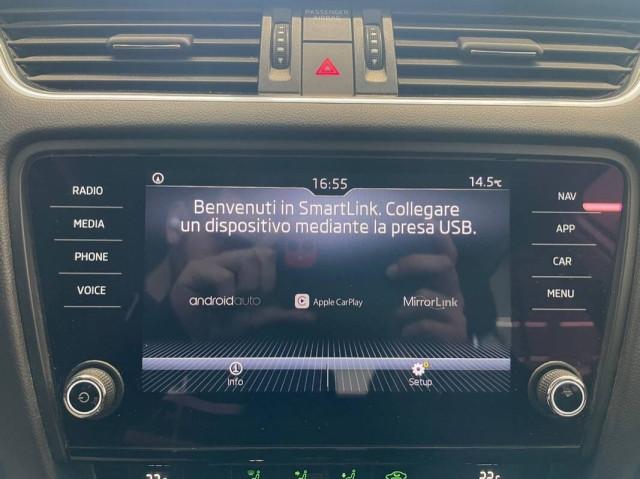 PASSENGER
AIRBAG
RADIO
MEDIA
PHONE
VOICE
16:55
14.5°C
Benvenuti in SmartLink. Collegare
un dispositivo mediante la presa USB.
androidauto
Apple CarPlay
MirrorLink
Info
Setup
NAV
APP
CAR
MENU